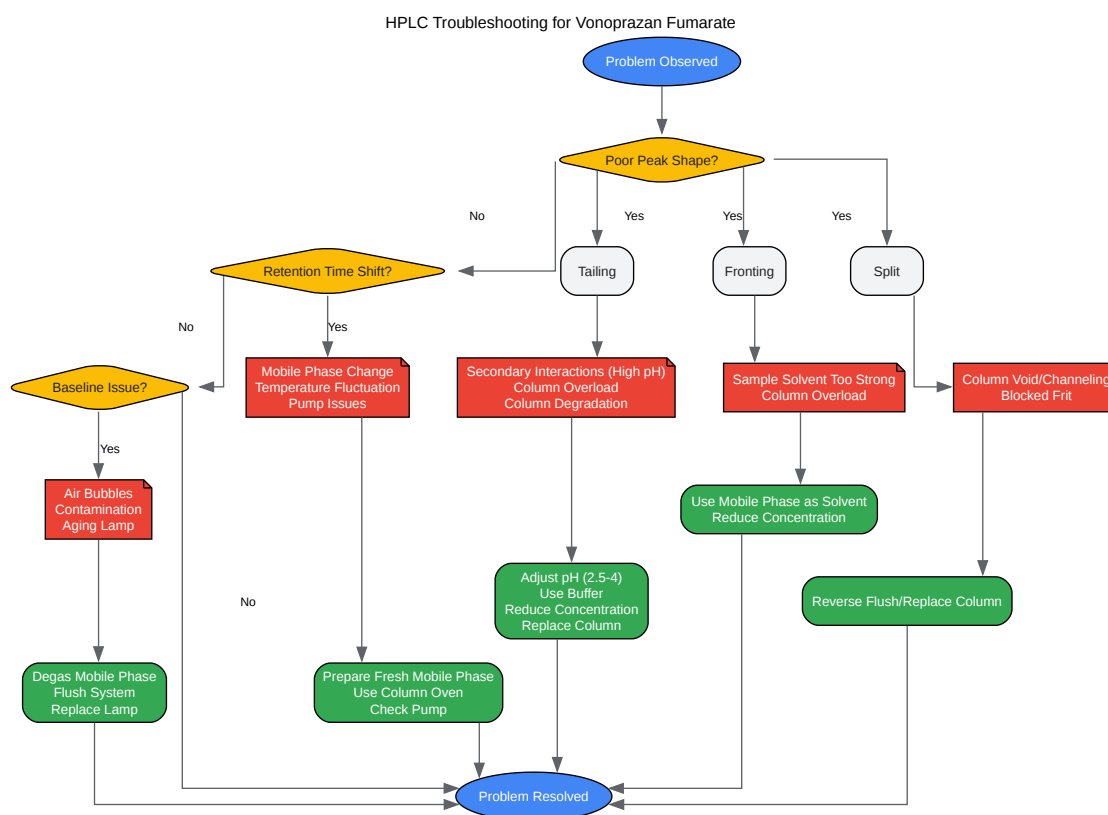 HPLC Troubleshooting for Vonoprazan Fumarate
Problem Observed
Poor Peak Shape?
No
Yes
Yes
Yes
Retention Time Shift?
Tailing
Fronting
Split
No
Yes
Baseline Issue?
Mobile Phase Change
Temperature Fluctuation
Pump Issues
Secondary Interactions (High pH)
Column Overload
Column Degradation
Sample Solvent Too Strong
Column Overload
Column Void/Channeling
Blocked Frit
Yes
Air Bubbles
Contamination
Aging Lamp
Use Mobile Phase as Solvent
Reduce Concentration
Adjust pH (2.5-4)
Use Buffer
Reduce Concentration
Replace Column
Reverse Flush/Replace Column
No
Degas Mobile Phase
Flush System
Replace Lamp
Prepare Fresh Mobile Phase
Use Column Oven
Check Pump
Problem Resolved